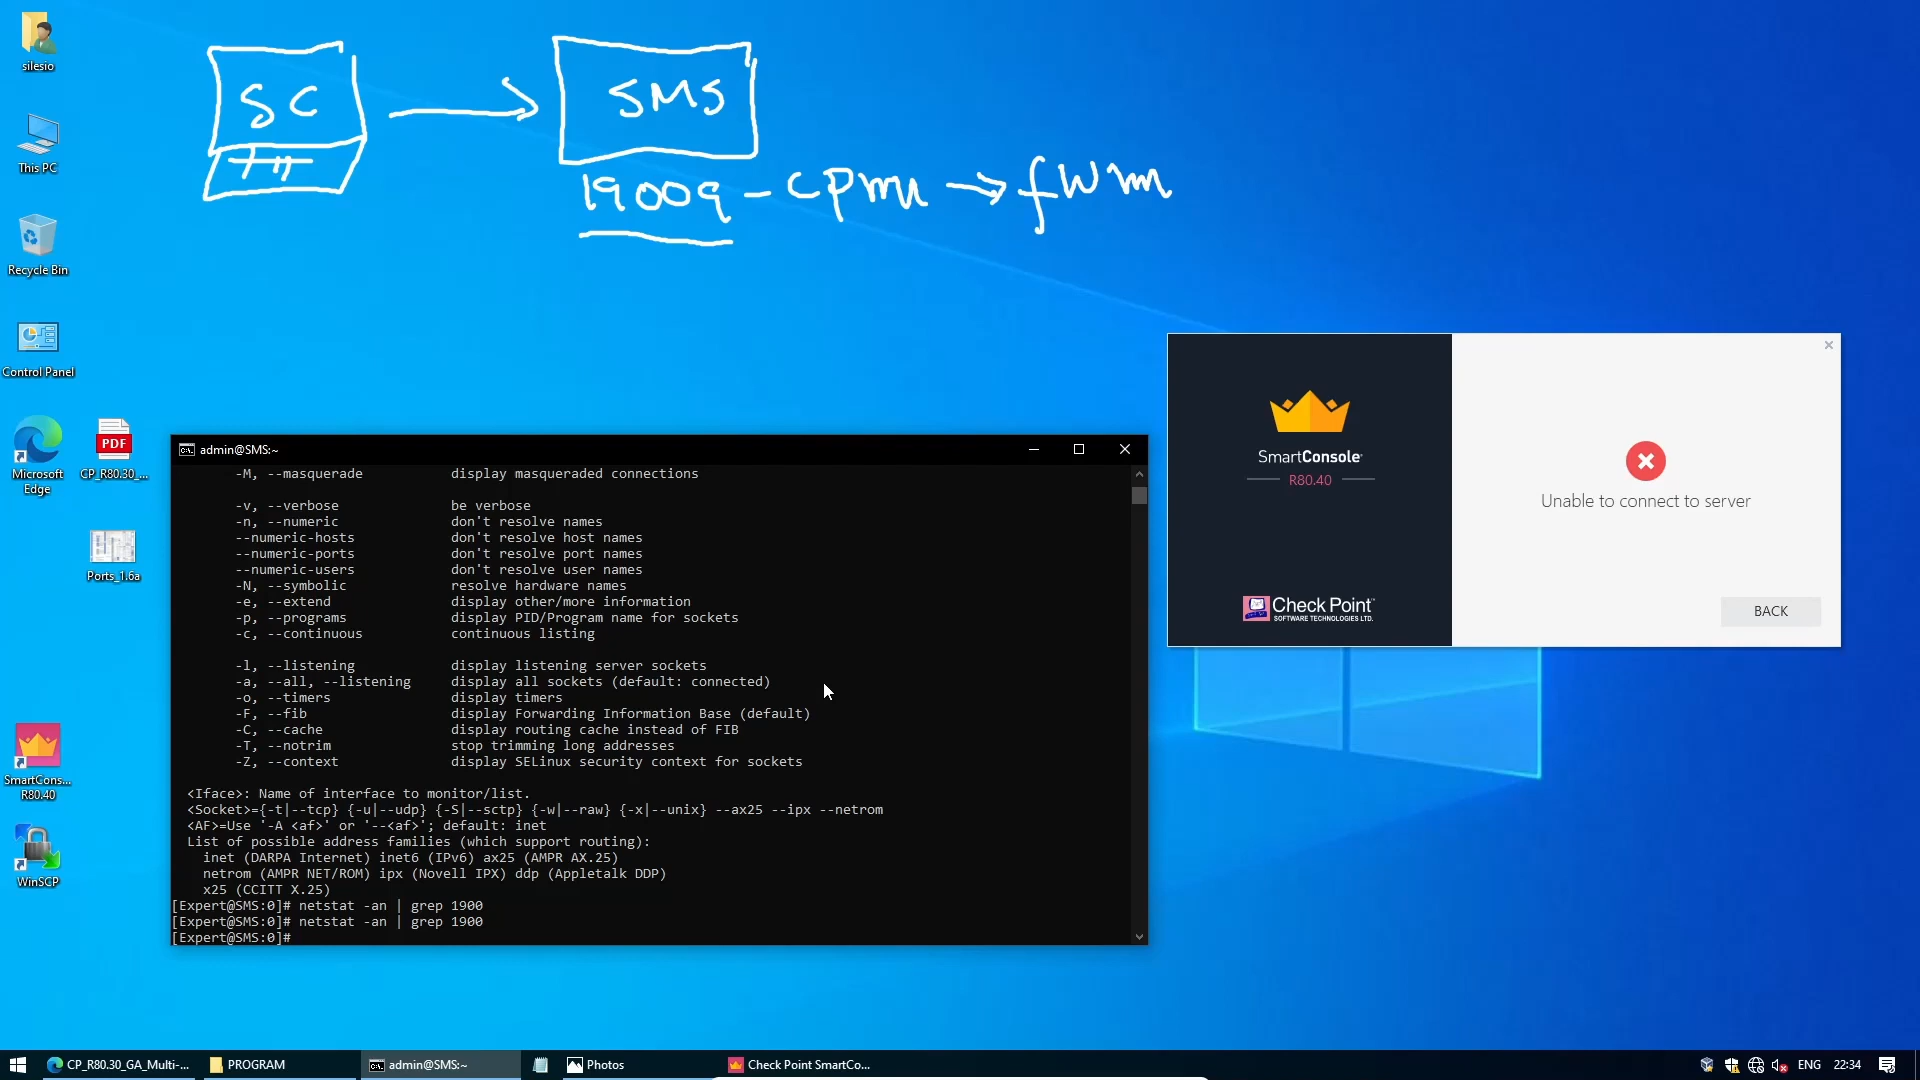 silesio
This PC
Recycle Bin
Control Panel
Microsoft
Edge
PDF
CP_R80.30_...
Ports_1.6a
SmartCons...
R80.40
WinSCP
SC
SMS
19009 - cpm → fwm
admin@SMS:~
-M, --masquerade display masqueraded connections
-v, --verbose be verbose
-n, --numeric don't resolve names
--numeric-hosts don't resolve host names
--numeric-ports don't resolve port names
--numeric-users don't resolve user names
-N, --symbolic resolve hardware names
-e, --extend display other/more information
-p, --programs display PID/Program name for sockets
-c, --continuous continuous listing
-l, --listening display listening server sockets
-a, --all, --listening display all sockets (default: connected)
-o, --timers display timers
-F, --fib display Forwarding Information Base (default)
-C, --cache display routing cache instead of FIB
-T, --notrim stop trimming long addresses
-Z, --context display SELinux security context for sockets
<Iface>: Name of interface to monitor/list.
<Socket>={-t|--tcp} {-u|--udp} {-S|--sctp} {-w|--raw} {-x|--unix} --ax25 --ipx --netrom
<AF>=Use '-A <af>' or '--<af>'; default: inet
List of possible address families (which support routing):
inet (DARPA Internet) inet6 (IPv6) ax25 (AMPR AX.25)
netrom (AMPR NET/ROM) ipx (Novell IPX) ddp (Appletalk DDP)
x25 (CCITT X.25)
[Expert@SMS:0]# netstat -an | grep 1900
[Expert@SMS:0]# netstat -an | grep 1900
[Expert@SMS:0]#
SmartConsole
R80.40
Check Point
SOFTWARE TECHNOLOGIES LTD.
Unable to connect to server
BACK
CP_R80.30_GA_Multi-...
PROGRAM
admin@SMS:~
Photos
Check Point SmartCo...
ENG
22:34